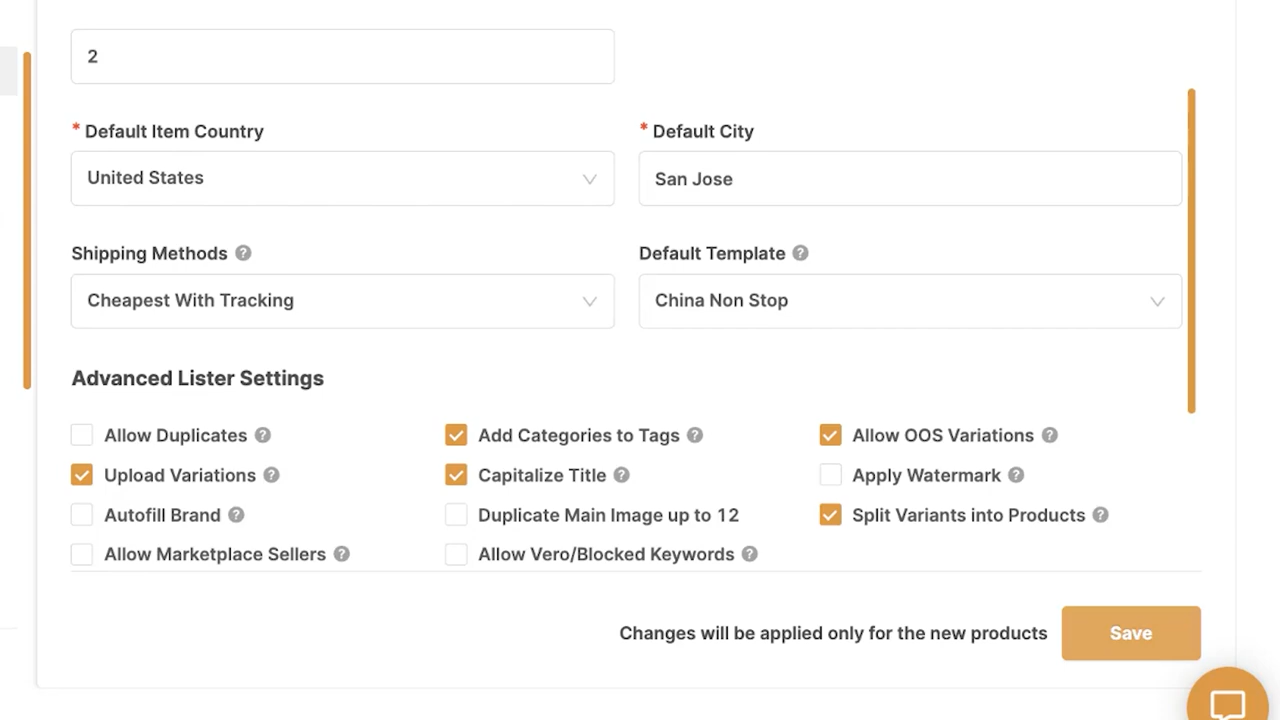 2
* Default Item Country
* Default City
United States
San Jose
Shipping Methods ?
Default Template ?
Cheapest With Tracking
China Non Stop
Advanced Lister Settings
Allow Duplicates ?
Add Categories to Tags ?
Allow OOS Variations ?
Upload Variations ?
Capitalize Title ?
Apply Watermark ?
Autofill Brand ?
Duplicate Main Image up to 12
Split Variants into Products ?
Allow Marketplace Sellers ?
Allow Vero/Blocked Keywords ?
Changes will be applied only for the new products
Save